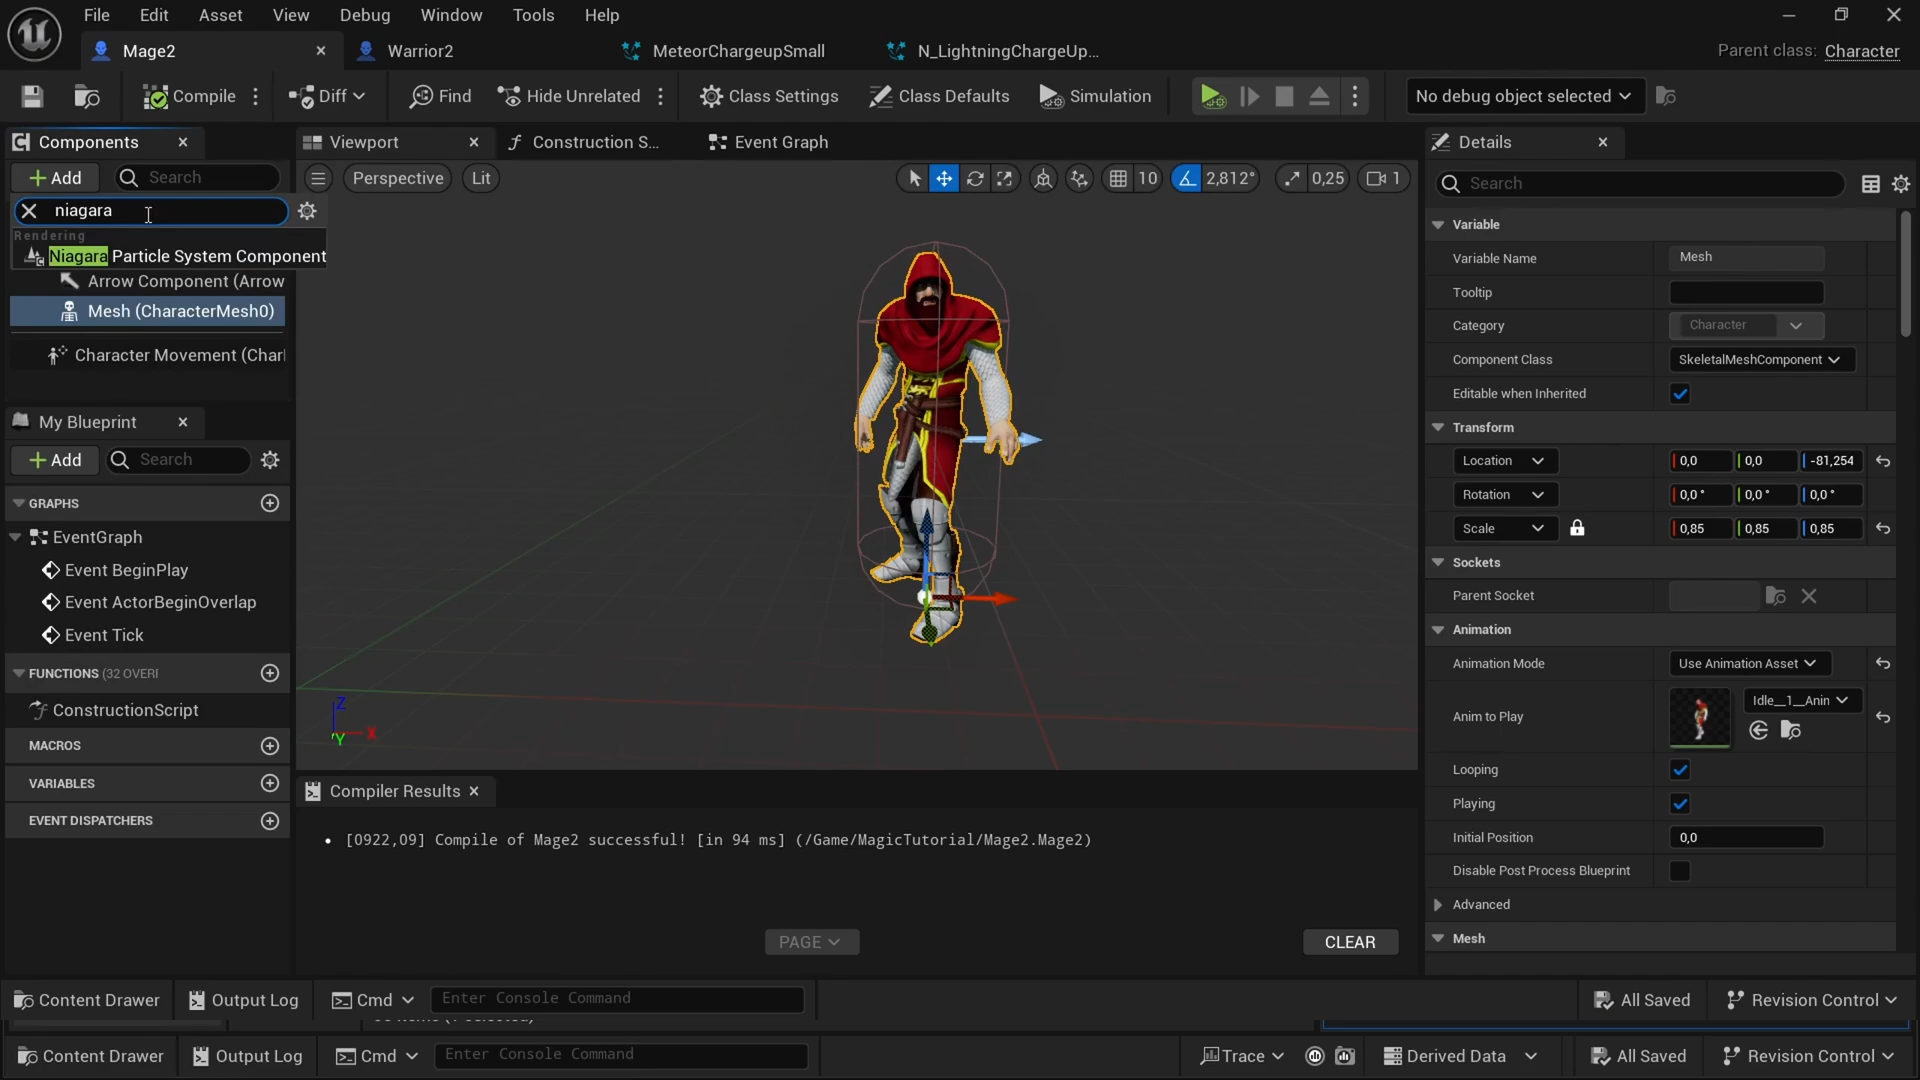 File Edit Asset View Debug Window Tools Help
Mage2 Warrior2 MeteorChargeupSmall N_LightningChargeUp... Parent class: Character
Compile Diff Find Hide Unrelated Class Settings Class Defaults Simulation No debug object selected
Components Viewport Construction S... Event Graph Details
Add Search Perspective Lit 10 2,812° 0,25 1 Search
niagara
Rendering
Niagara Particle System Component
Arrow Component (Arrow
Mesh (CharacterMesh0)
Character Movement (Char
My Blueprint
Add Search
GRAPHS
EventGraph
Event BeginPlay
Event ActorBeginOverlap
Event Tick
FUNCTIONS (32 OVERI
ConstructionScript
MACROS
VARIABLES
EVENT DISPATCHERS
Z
X
Y
Compiler Results
• [0922,09] Compile of Mage2 successful! [in 94 ms] (/Game/MagicTutorial/Mage2.Mage2)
PAGE CLEAR
Variable
Variable Name Mesh
Tooltip
Category Character
Component Class SkeletalMeshComponent
Editable when Inherited
Transform
Location 0,0 0,0 -81,254
Rotation 0,0° 0,0° 0,0°
Scale 0,85 0,85 0,85
Sockets
Parent Socket
Animation
Animation Mode Use Animation Asset
Anim to Play Idle__1__Anin
Looping
Playing
Initial Position 0,0
Disable Post Process Blueprint
Advanced
Mesh
Content Drawer Output Log Cmd Enter Console Command All Saved Revision Control
Content Drawer Output Log Cmd Enter Console Command Trace Derived Data All Saved Revision Control